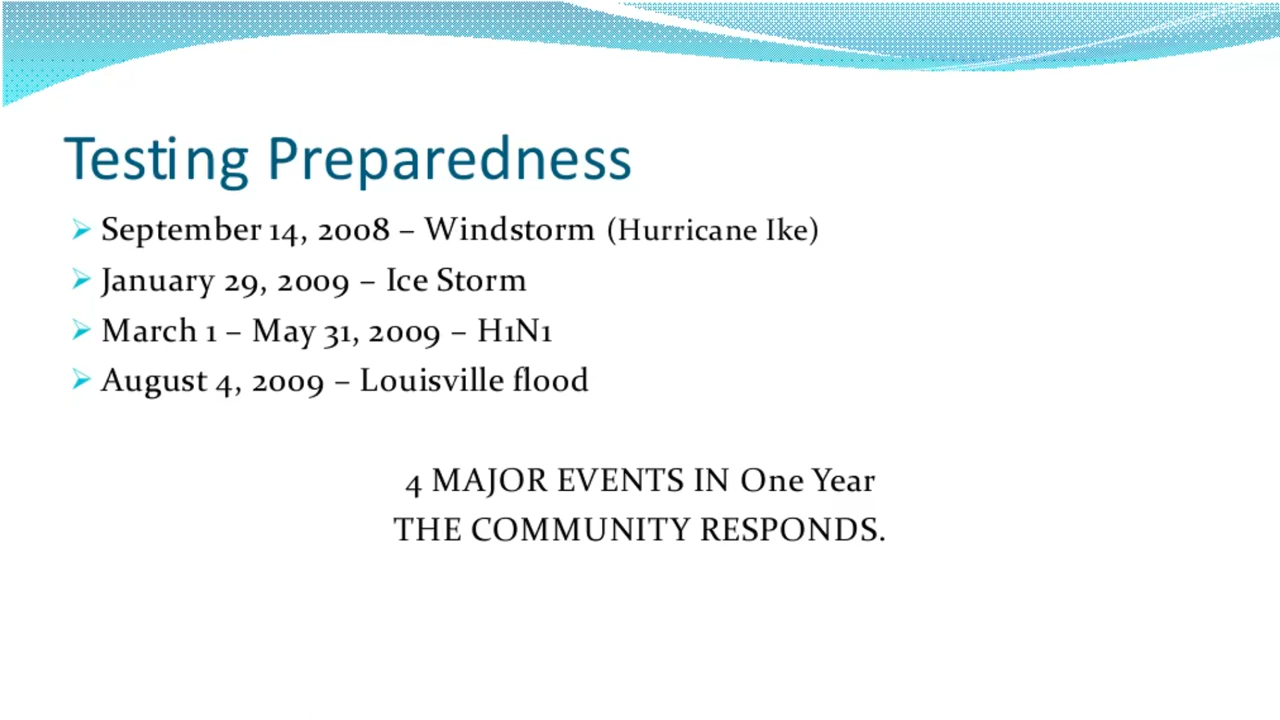 Testing Preparedness
➢ September 14, 2008 – Windstorm (Hurricane Ike)
➢ January 29, 2009 – Ice Storm
➢ March 1 – May 31, 2009 – H1N1
➢ August 4, 2009 – Louisville flood
4 MAJOR EVENTS IN One Year
THE COMMUNITY RESPONDS.